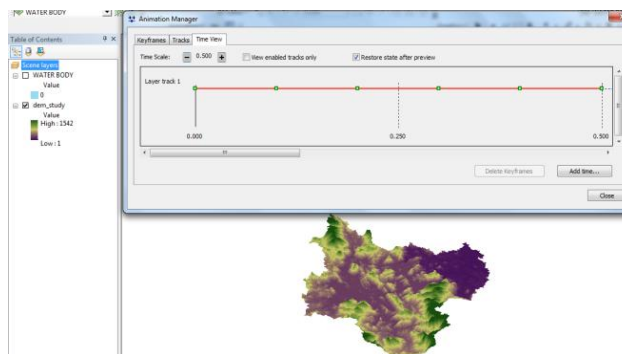 WATER BODY
Animation Manager
Table of Contents
Keyframes Tracks Time View
Time Scale: 0.500 View enabled tracks only Restore state after preview
Scene layers
WATER BODY
Value
0
dem_study
Value
High : 1542
Low : 1
Layer track 1
0.000 0.250 0.500
Delete Keyframes Add time...
Close